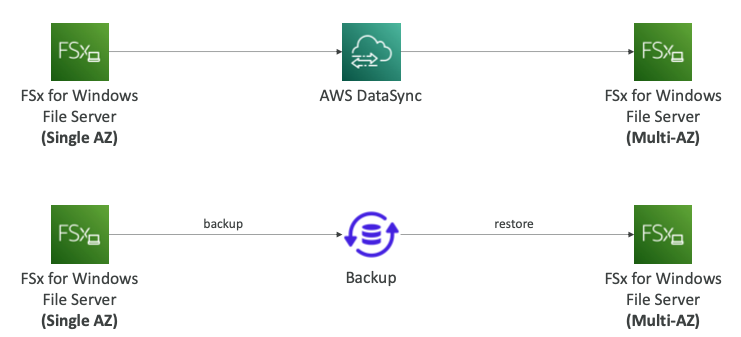 FSx
FSx
FSx for Windows
File Server
(Single AZ)
AWS DataSync
FSx for Windows
File Server
(Multi-AZ)
FSx
backup
restore
FSx
FSx for Windows
File Server
(Single AZ)
Backup
FSx for Windows
File Server
(Multi-AZ)